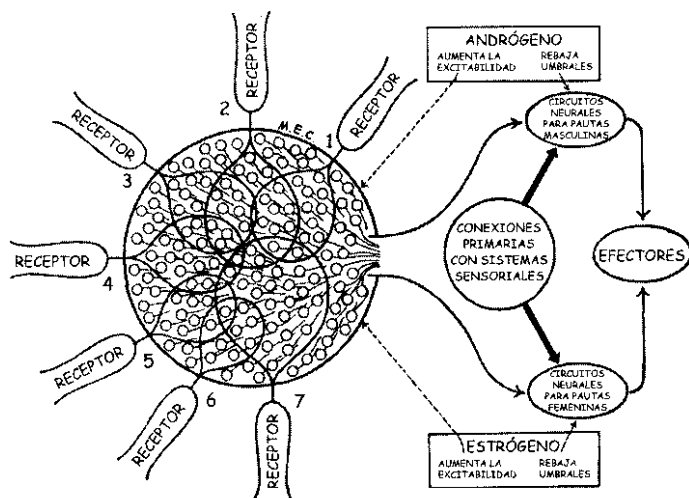 RECEPTOR
1
RECEPTOR
2
RECEPTOR
3
RECEPTOR
4
RECEPTOR
5
RECEPTOR
6
RECEPTOR
7
M.E.C.
ANDRÓGENO
AUMENTA LA
EXCITABILIDAD
REBAJA
UMBRALES
CIRCUITOS
NEURALES
PARA PAUTAS
MASCULINAS
CONEXIONES
PRIMARIAS
CON SISTEMAS
SENSORIALES
EFECTORES
CIRCUITOS
NEURALES
PARA PAUTAS
FEMENINAS
ESTRÓGENO
AUMENTA LA
EXCITABILIDAD
REBAJA
UMBRALES